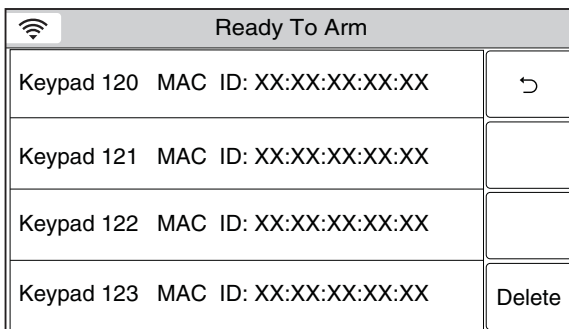 Ready To Arm
Keypad 120 MAC ID: XX:XX:XX:XX:XX
Keypad 121 MAC ID: XX:XX:XX:XX:XX
Keypad 122 MAC ID: XX:XX:XX:XX:XX
Keypad 123 MAC ID: XX:XX:XX:XX:XX
Delete